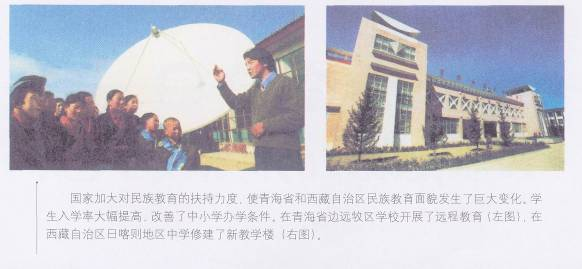 国家加大对民族教育的扶持力度，使青海省和西藏自治区民族教育面貌发生了巨大变化。学
生入学率大幅提高，改善了中小学办学条件。在青海省边远牧区学校开展了远程教育（左图），在
西藏自治区日喀则地区中学修建了新教学楼（右图）。